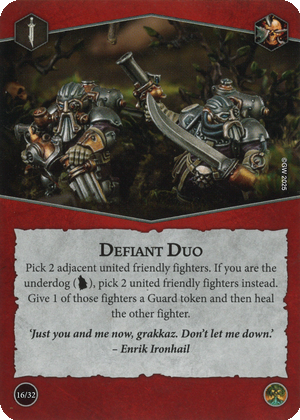 ©GW 2025
DEFIANT DUO
Pick 2 adjacent united friendly fighters. If you are the
underdog (), pick 2 united friendly fighters instead.
Give 1 of those fighters a Guard token and then heal
the other fighter.
‘Just you and me now, grakkaz. Don’t let me down.’
– Enrik Ironhail
16/32